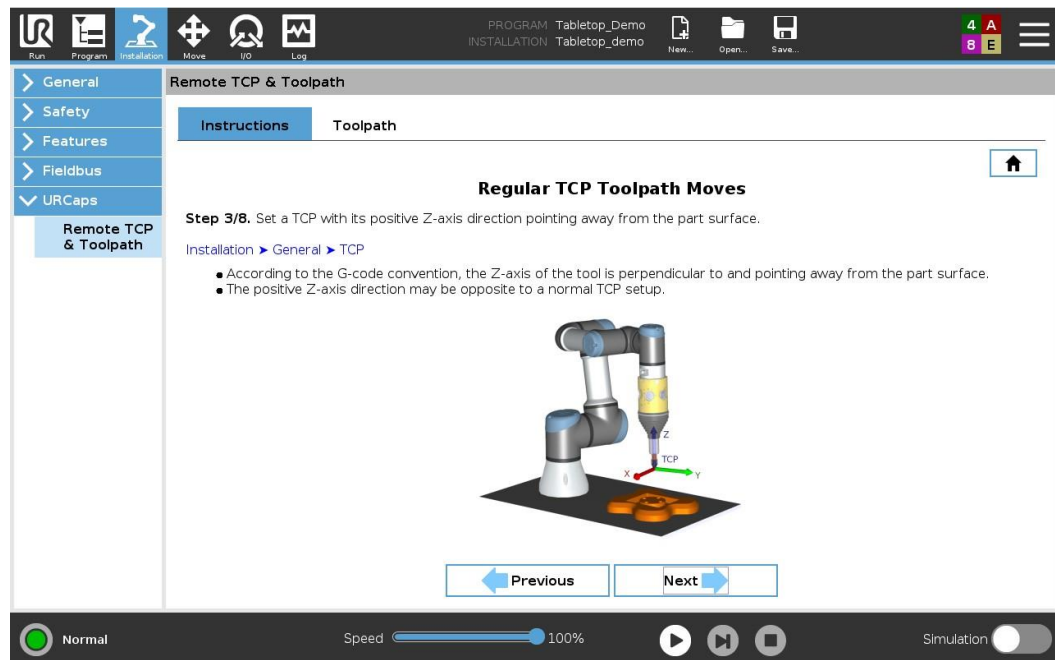 UR
PROGRAM Tabletop_Demo
INSTALLATION Tabletop_demo
Run Program Installation Move I/O Log New... Open... Save...
4 A
8 E
General
Safety
Features
Fieldbus
URCaps
Remote TCP
& Toolpath
Remote TCP & Toolpath
Instructions Toolpath
Regular TCP Toolpath Moves
Step 3/8. Set a TCP with its positive Z-axis direction pointing away from the part surface.
Installation ➤ General ➤ TCP
● According to the G-code convention, the Z-axis of the tool is perpendicular to and pointing away from the part surface.
● The positive Z-axis direction may be opposite to a normal TCP setup.
Z
TCP
X
Y
Previous Next
Normal Speed 100% Simulation